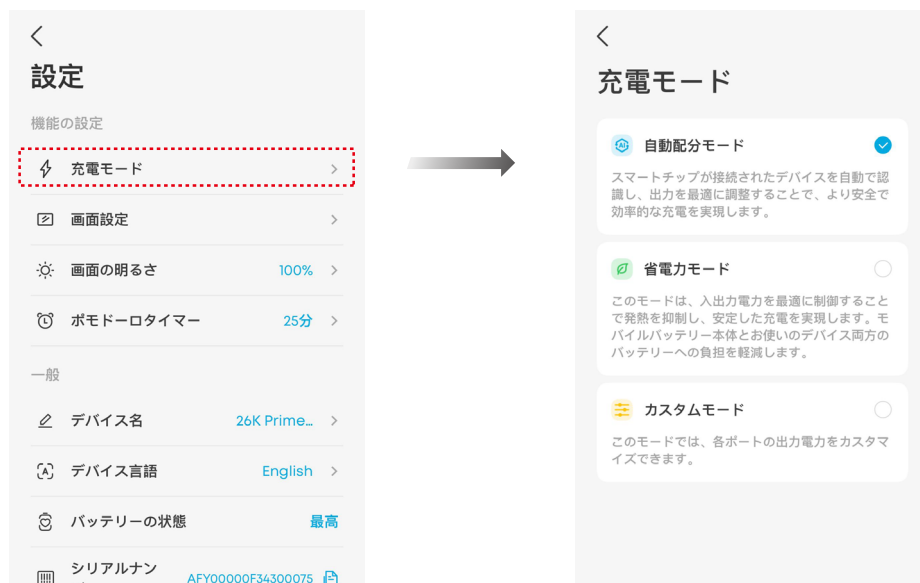 設定
機能の設定
充電モード
画面設定
画面の明るさ 100%
ポモドーロタイマー 25分
一般
デバイス名 26K Prime...
デバイス言語 English
バッテリーの状態 最高
シリアルナン
AFY00000F34300075
充電モード
自動配分モード
スマートチップが接続されたデバイスを自動で認
識し、出力を最適に調整することで、より安全で
効率的な充電を実現します。
省電力モード
このモードは、入出力電力を最適に制御すること
で発熱を抑制し、安定した充電を実現します。モ
バイルバッテリー本体とお使いのデバイス両方の
バッテリーへの負担を軽減します。
カスタムモード
このモードでは、各ポートの出力電力をカスタマ
イズできます。